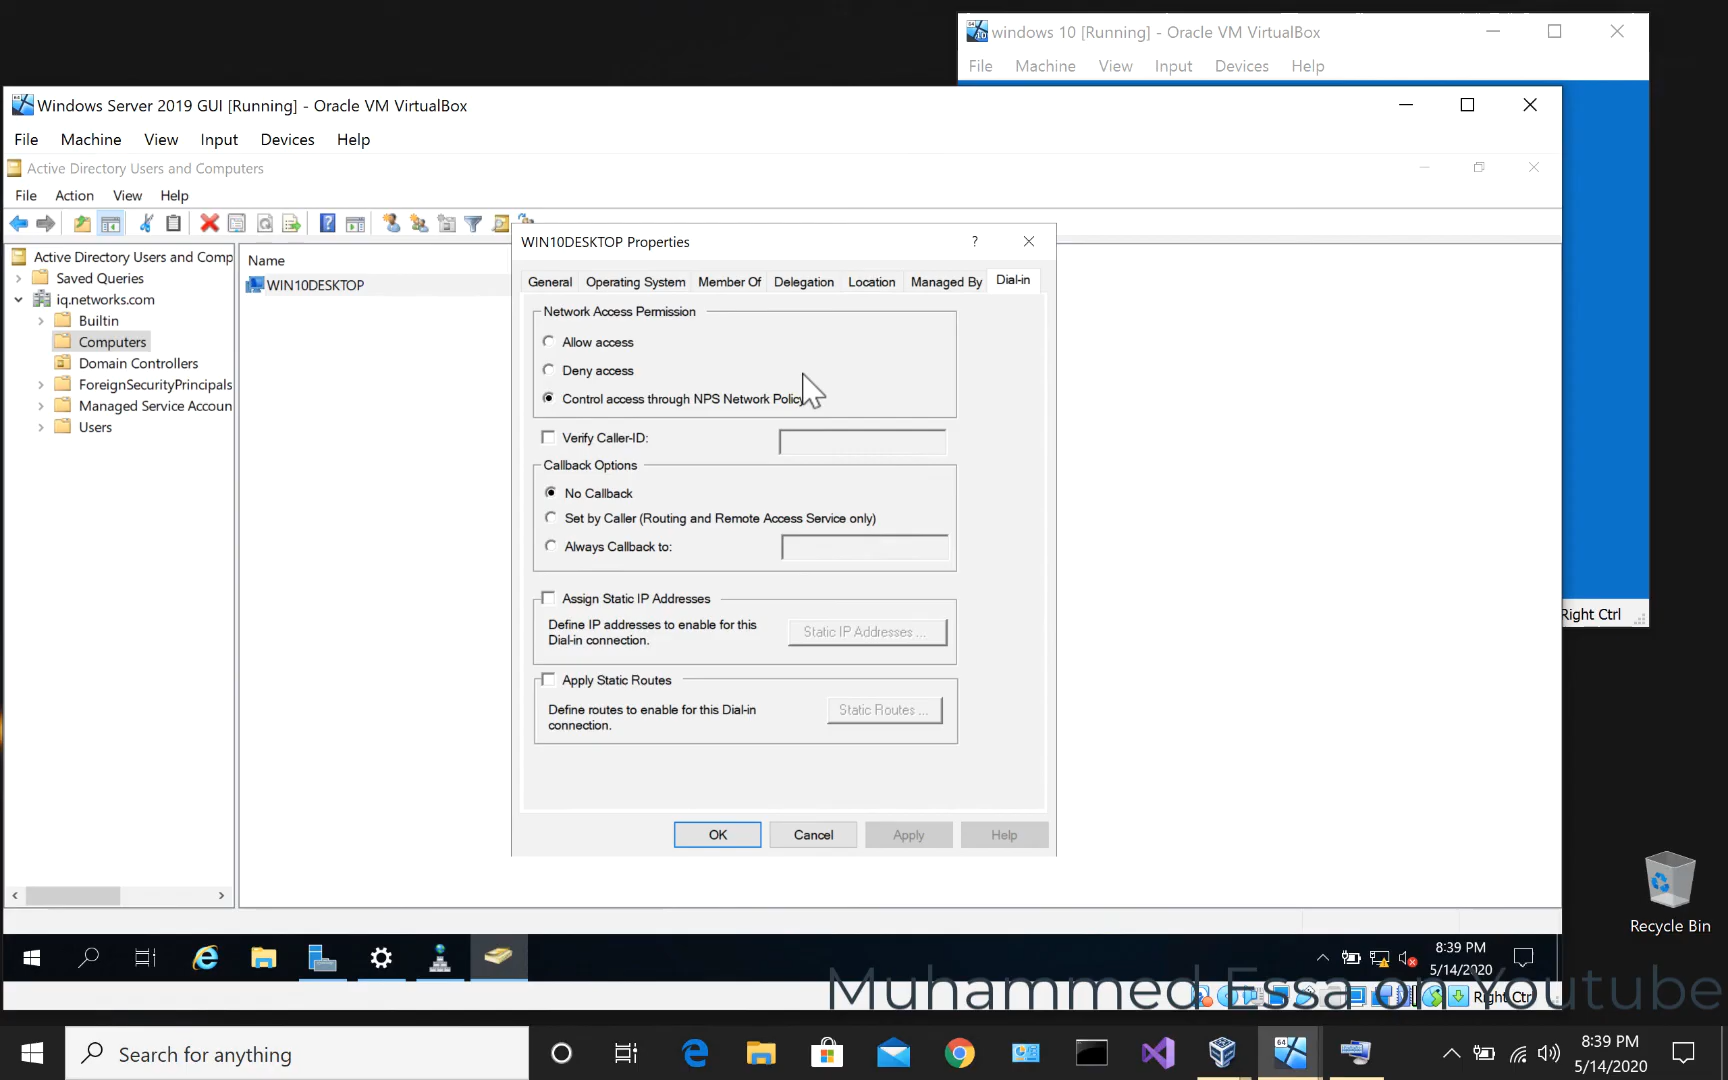 windows 10 [Running] - Oracle VM VirtualBox
File Machine View Input Devices Help
Windows Server 2019 GUI [Running] - Oracle VM VirtualBox
File Machine View Input Devices Help
Active Directory Users and Computers
File Action View Help
Active Directory Users and Comp
Saved Queries
iq.networks.com
Builtin
Computers
Domain Controllers
ForeignSecurityPrincipals
Managed Service Accoun
Users
Name
WIN10DESKTOP
WIN10DESKTOP Properties
General Operating System Member Of Delegation Location Managed By Dial-in
Network Access Permission
Allow access
Deny access
Control access through NPS Network Policy
Verify Caller-ID:
Callback Options
No Callback
Set by Caller (Routing and Remote Access Service only)
Always Callback to:
Assign Static IP Addresses
Define IP addresses to enable for this
Dial-in connection.
Static IP Addresses ...
Apply Static Routes
Define routes to enable for this Dial-in
connection.
Static Routes ...
OK Cancel Apply Help
Right Ctrl
Recycle Bin
8:39 PM
5/14/2020
Muhammed Essa on Youtube
Right Ctrl
Search for anything
8:39 PM
5/14/2020